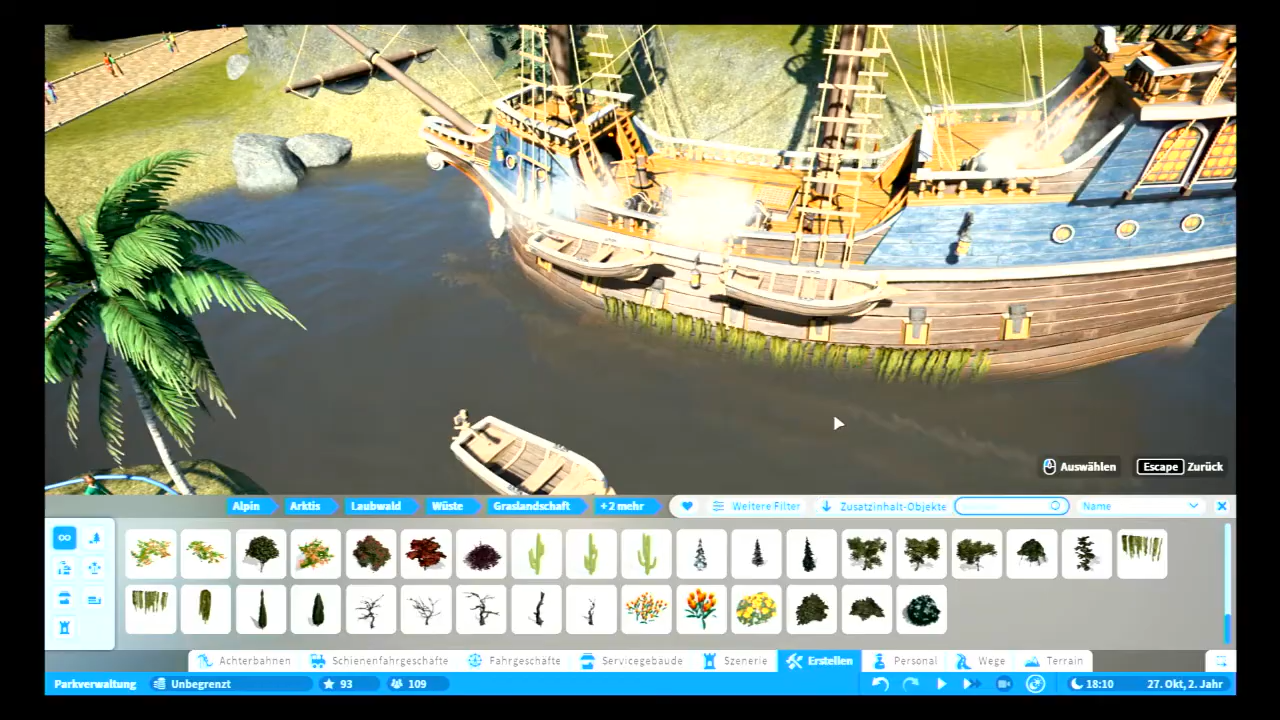 Auswählen
Escape Zurück
Alpin Arktis Laubwald Wüste Graslandschaft +2 mehr Weitere Filter Zusatzinhalt-Objekte Name
Achterbahnen Schienenfahrgeschäfte Fahrgeschäfte Servicegebäude Szenerie Erstellen Personal Wege Terrain
Parkverwaltung Unbegrenzt 93 109 18:10 27. Okt, 2. Jahr